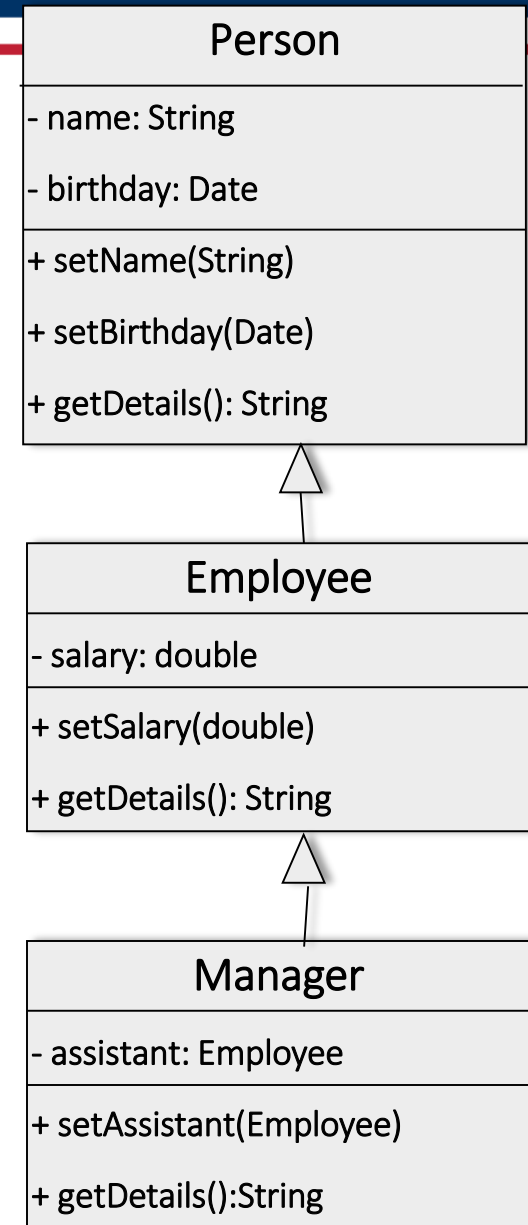 Person
- name: String
- birthday: Date
+ setName(String)
+ setBirthday(Date)
+ getDetails(): String
Employee
- salary: double
+ setSalary(double)
+ getDetails(): String
Manager
- assistant: Employee
+ setAssistant(Employee)
+ getDetails():String